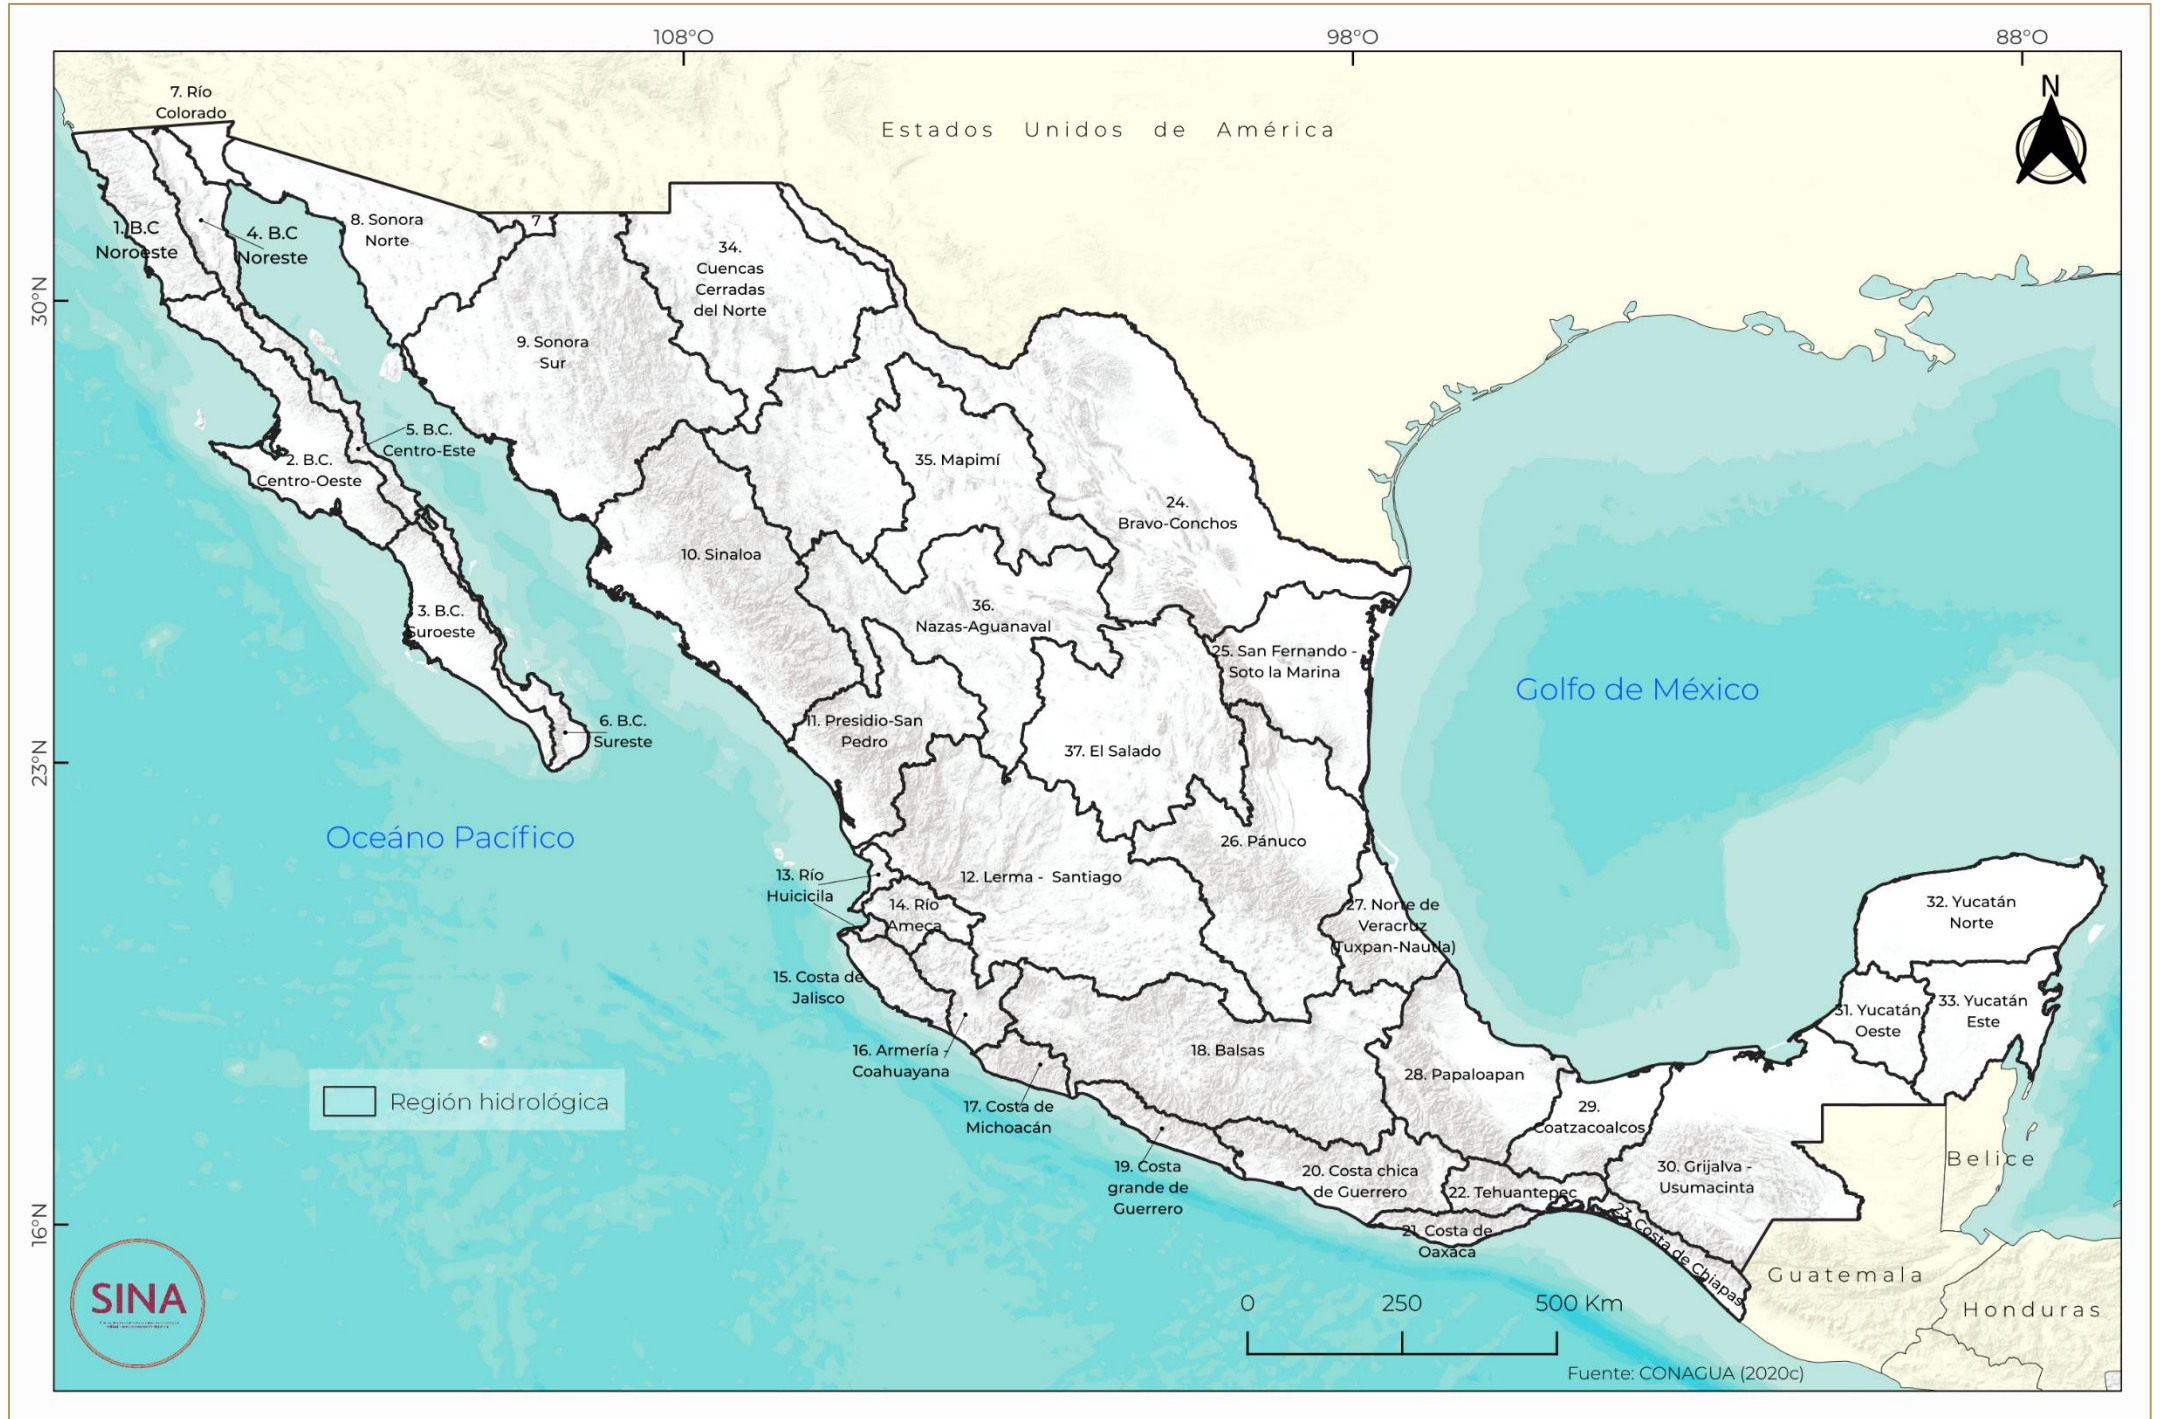 108°O
98°O
88°O
7. Río
Colorado
Estados Unidos de América
N
1. B.C
Noroeste
4. B.C
Noreste
8. Sonora
Norte
7
34.
Cuencas
Cerradas
del Norte
30°N
9. Sonora
Sur
5. B.C.
Centro-Este
2. B.C.
Centro-Oeste
35. Mapimí
24.
Bravo-Conchos
10. Sinaloa
36.
Nazas-Aguanaval
3. B.C.
Suroeste
25. San Fernando -
Soto la Marina
Golfo de México
6. B.C.
Sureste
11. Presidio-San
Pedro
37. El Salado
23°N
Oceáno Pacífico
26. Pánuco
13. Río
Huicicila
12. Lerma - Santiago
14. Río
Ameca
27. Norte de
Veracruz
(Tuxpan-Nautla)
32. Yucatán
Norte
15. Costa de
Jalisco
31. Yucatán
Oeste
33. Yucatán
Este
16. Armería -
Coahuayana
18. Balsas
28. Papaloapan
Región hidrológica
17. Costa de
Michoacán
29.
Coatzacoalcos
19. Costa
grande de
Guerrero
20. Costa chica
de Guerrero
22. Tehuantepec
30. Grijalva -
Usumacinta
Belice
16°N
21. Costa de
Oaxaca
23. Costa de Chiapas
Guatemala
Honduras
SINA
0 250 500 Km
Fuente: CONAGUA (2020c)